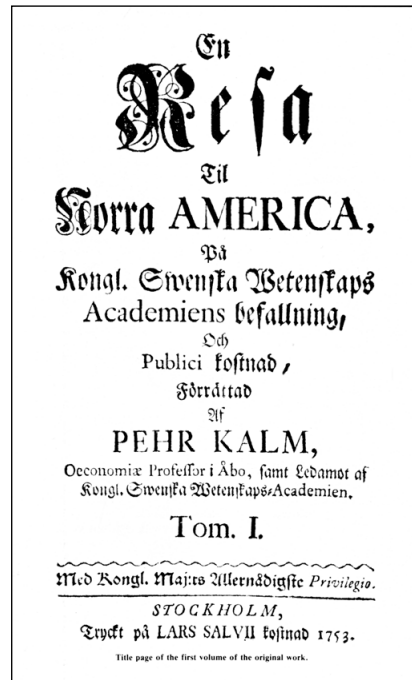 En
Resa
Til
Norra AMERICA,
På
Kongl. Swenska Wetenskaps
Academiens befallning,
Och
Publici kostnad,
Förrättad
Af
PEHR KALM,
Oeconomiæ Professor i Åbo, samt Ledamot af
Kongl. Swenska Wetenskaps-Academien.
Tom. I.
Med Kongl. Maj:ts Allernådigste Privilegio.
STOCKHOLM,
Tryckt på LARS SALVII kostnad 1753.
Title page of the first volume of the original work.